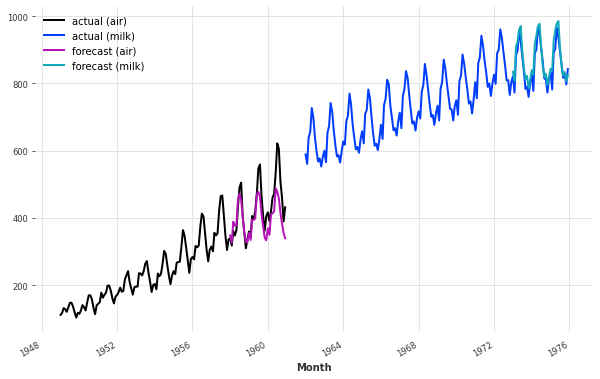 actual (air)
actual (milk)
forecast (air)
forecast (milk)
1000
800
600
400
200
1948
1952
1956
1960
1964
1968
1972
1976
Month